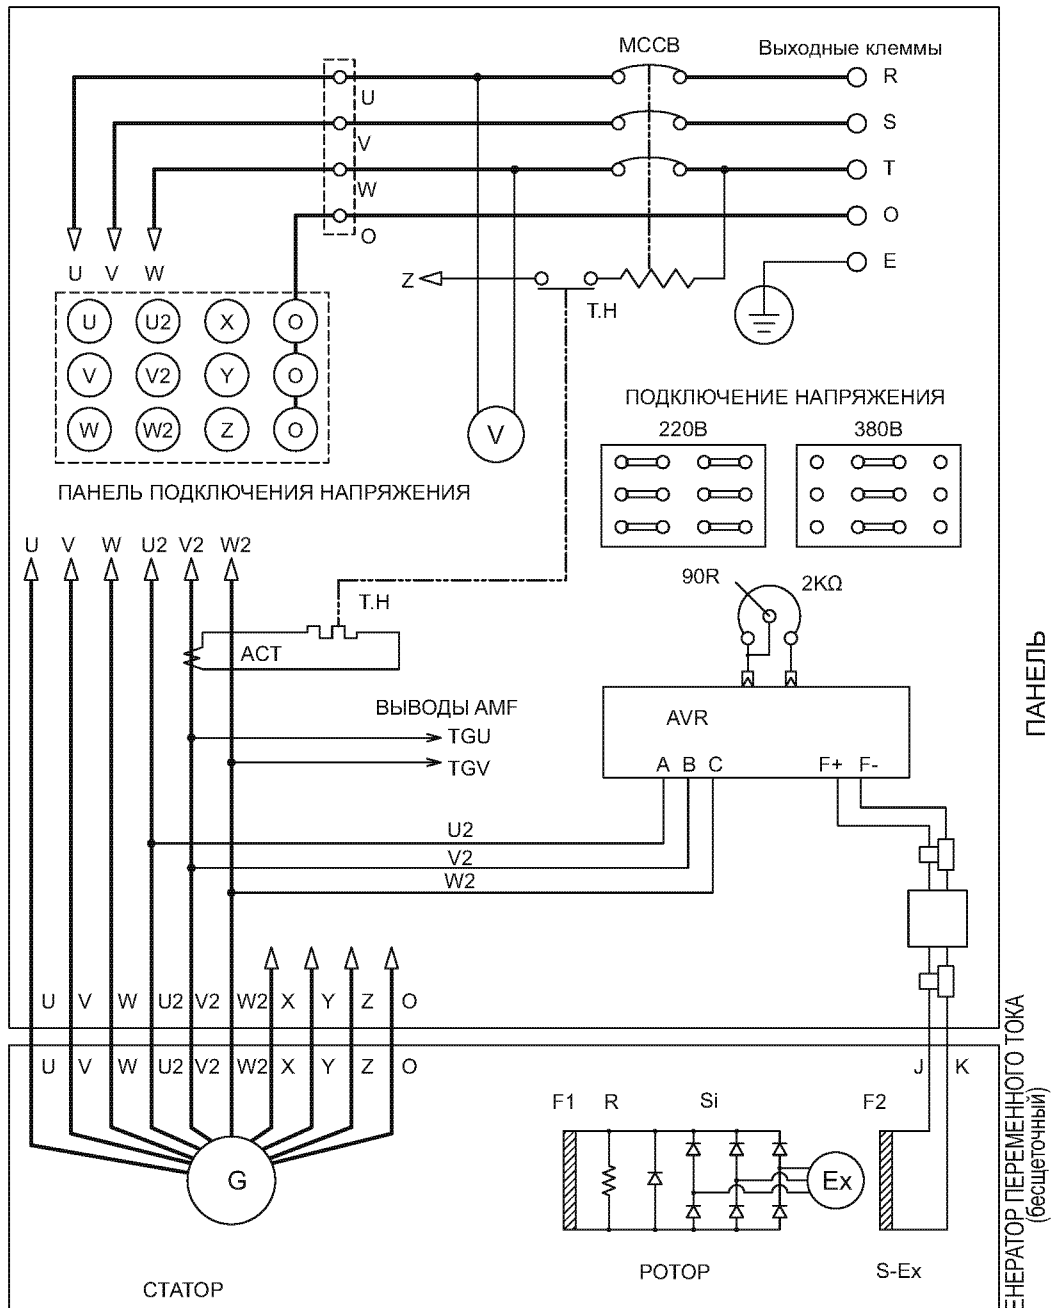 MCCB
Выходные клеммы
R
U
S
V
T
W
O
O
E
U V W
Z
T.H
U U2 X O
V V2 Y O
W W2 Z O
V
ПАНЕЛЬ ПОДКЛЮЧЕНИЯ НАПРЯЖЕНИЯ
ПОДКЛЮЧЕНИЕ НАПРЯЖЕНИЯ
220В 380В
U V W U2 V2 W2
90R 2KΩ
T.H
ACT
ВЫВОДЫ AMF
TGU
TGV
AVR
A B C F+ F-
U2
V2
W2
ПАНЕЛЬ
U V W U2 V2 W2 X Y Z O
U V W U2 V2 W2 X Y Z O
J K
F1 R Si F2
G
Ex
СТАТОР
РОТОР
S-Ex
ЕНЕРАТОР ПЕРЕМЕННОГО ТОКА
(бесщеточный)